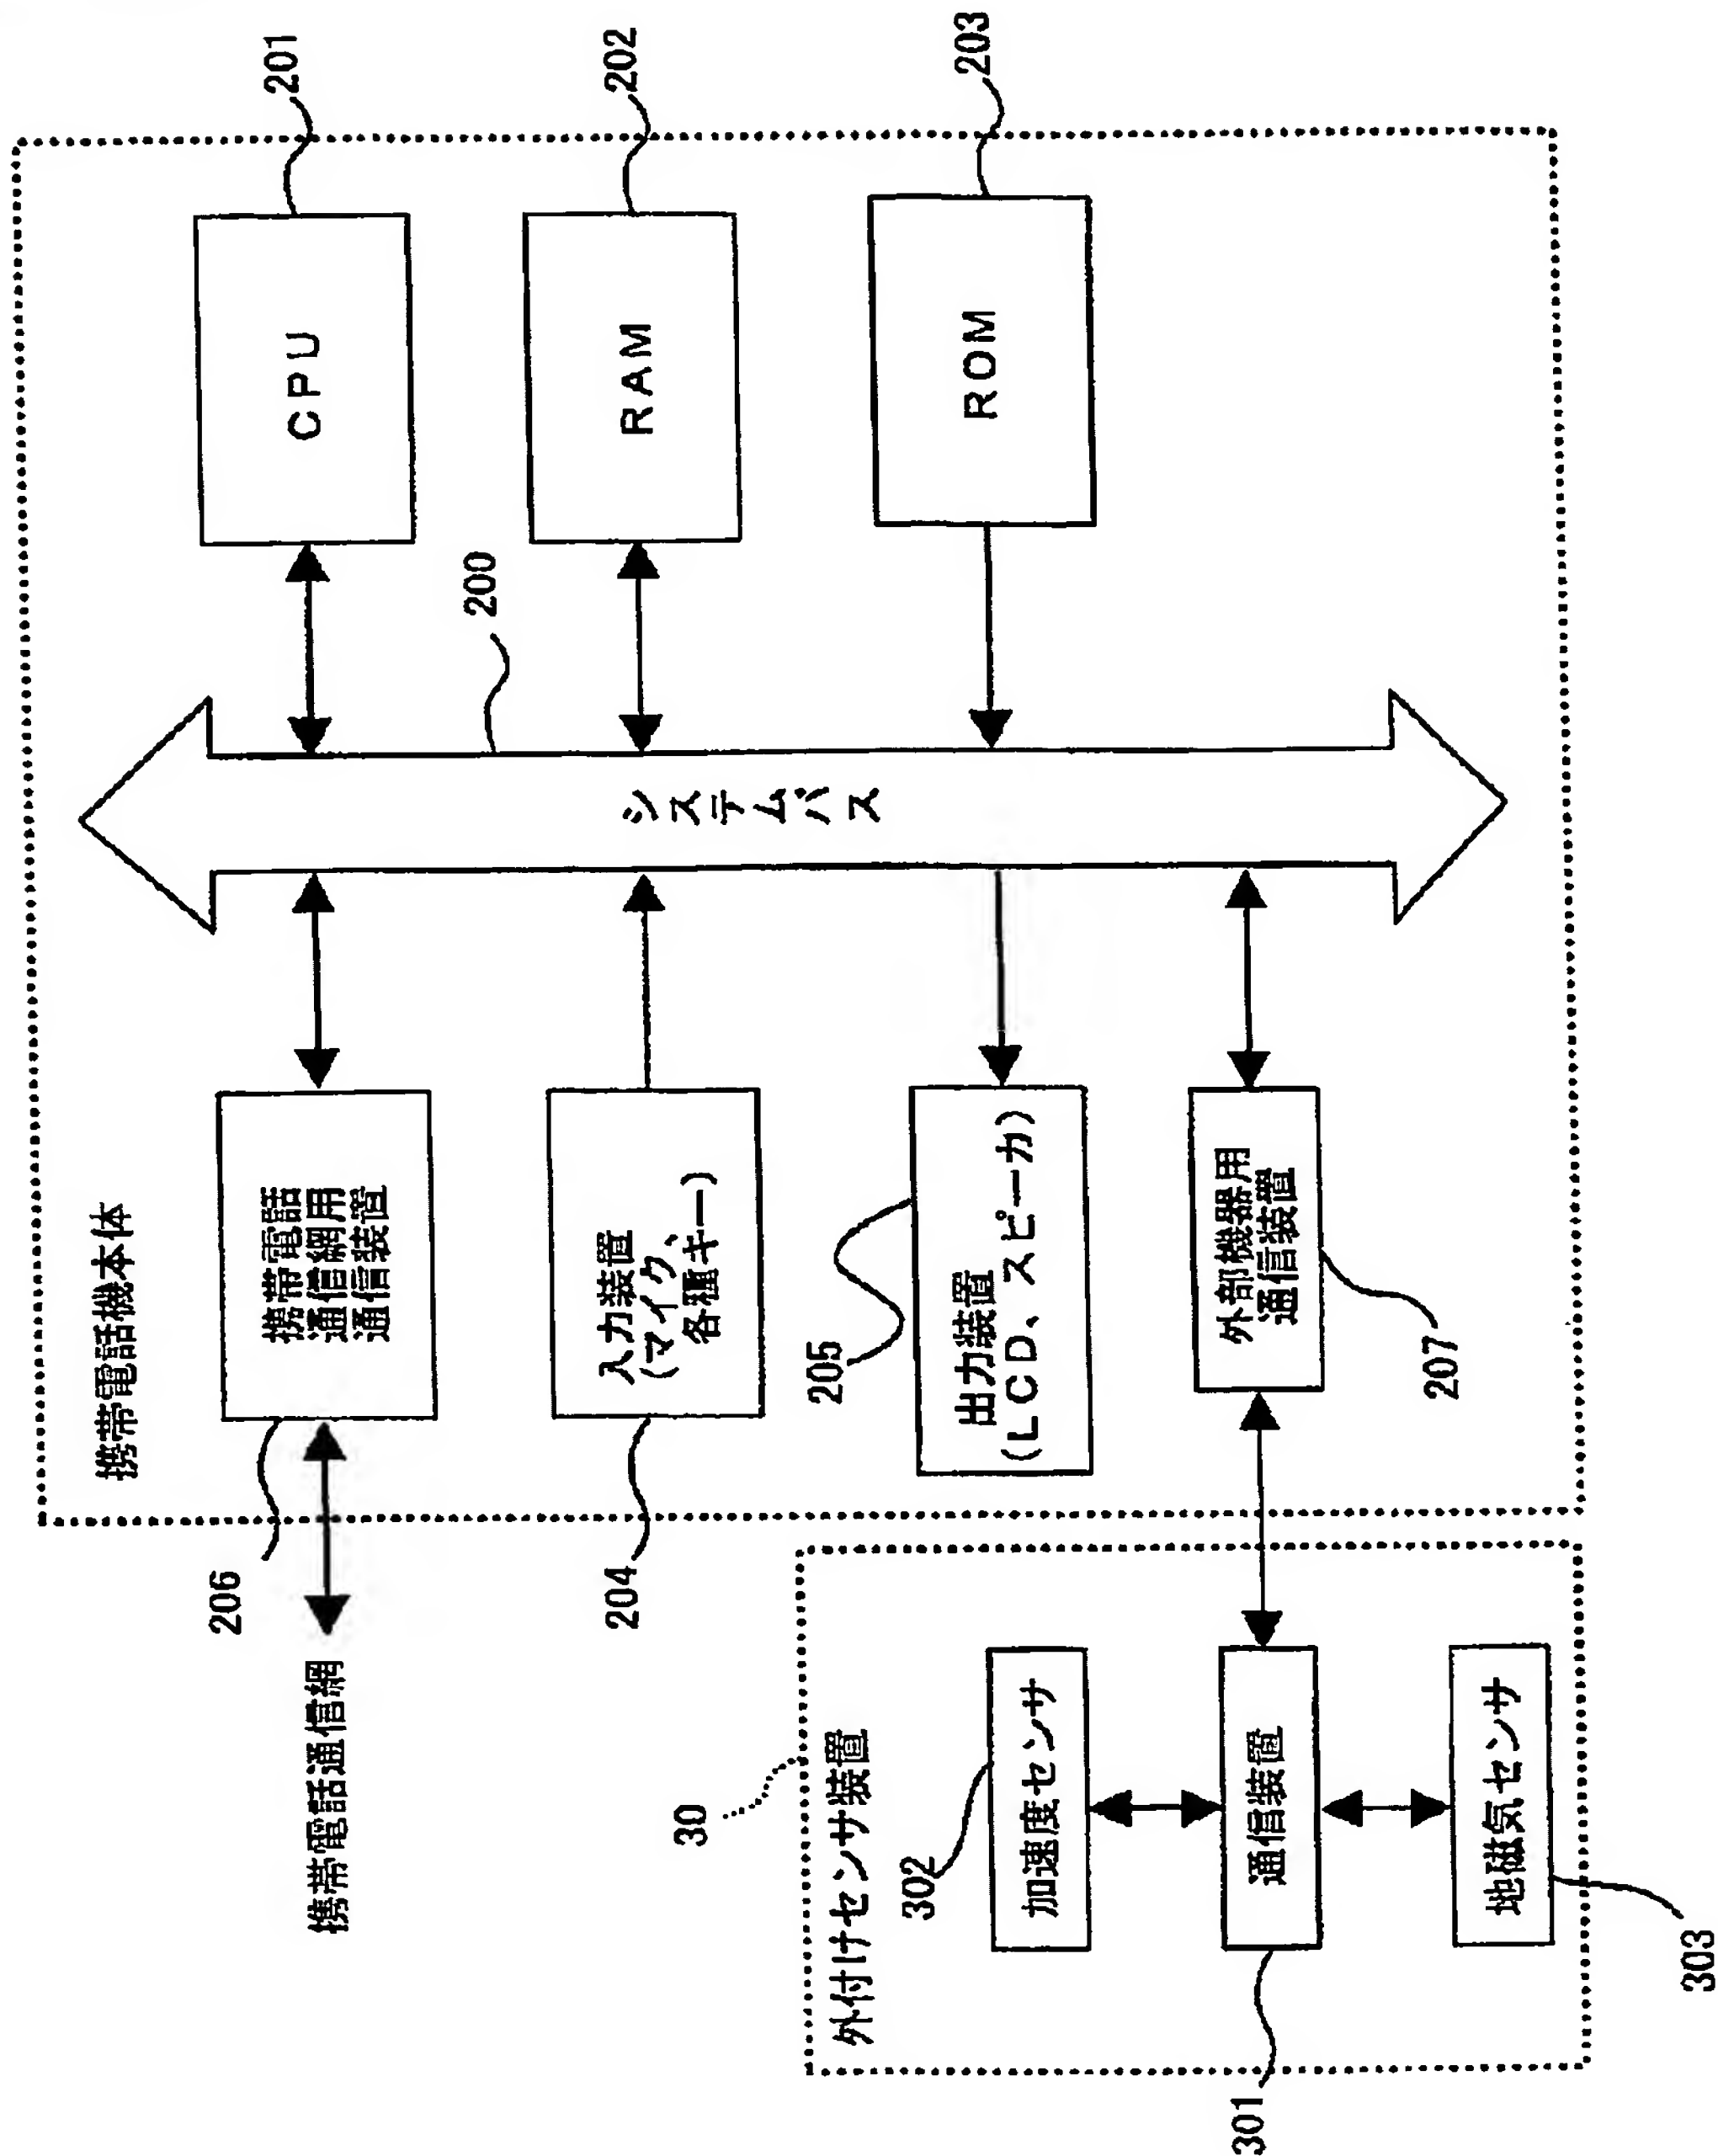 携帯電話機本体
携帯電話通信網
206
携帯電話
通信網用
通信装置
CPU
201
204
入力装置
(マイク、
各種キー)
200
システムバス
RAM
202
205
出力装置
(LCD、スピーカ)
ROM
203
207
外部機器用
通信装置
30
外付けセンサ装置
302
加速度センサ
301
通信装置
303
地磁気センサ